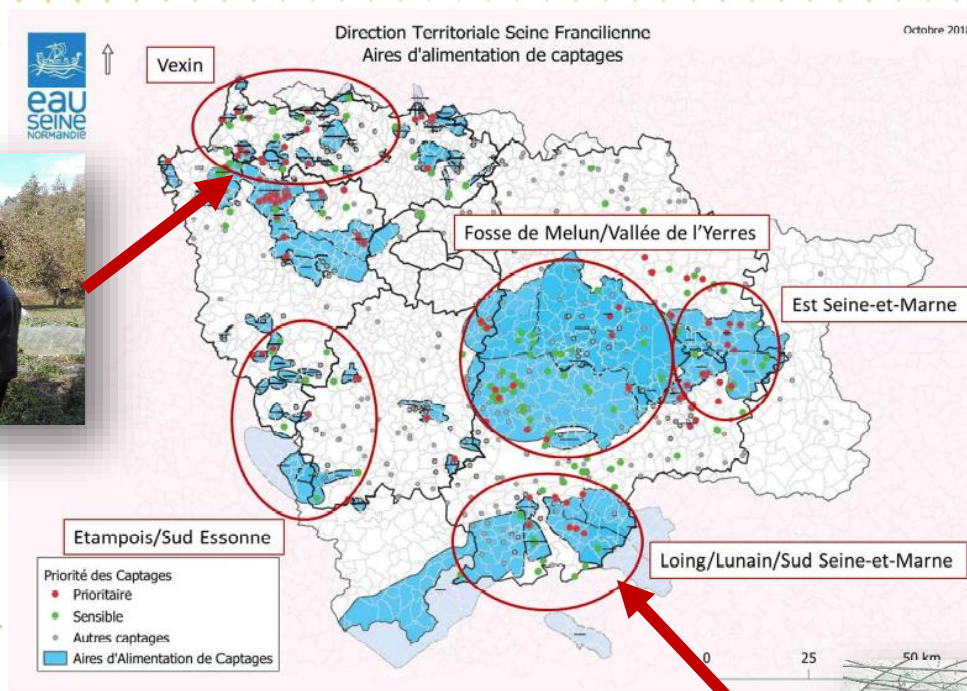 Direction Territoriale Seine Francilienne
Aires d'alimentation de captages
eau
SEINE
NORMANDIE
Vexin
Fosse de Melun/Vallée de l'Yerres
Est Seine-et-Marne
Etampois/Sud Essonne
Loing/Lunain/Sud Seine-et-Marne
Priorité des Captages
Prioritaire
Sensible
Autres captages
Aires d'Alimentation de Captages
0 25 50 km